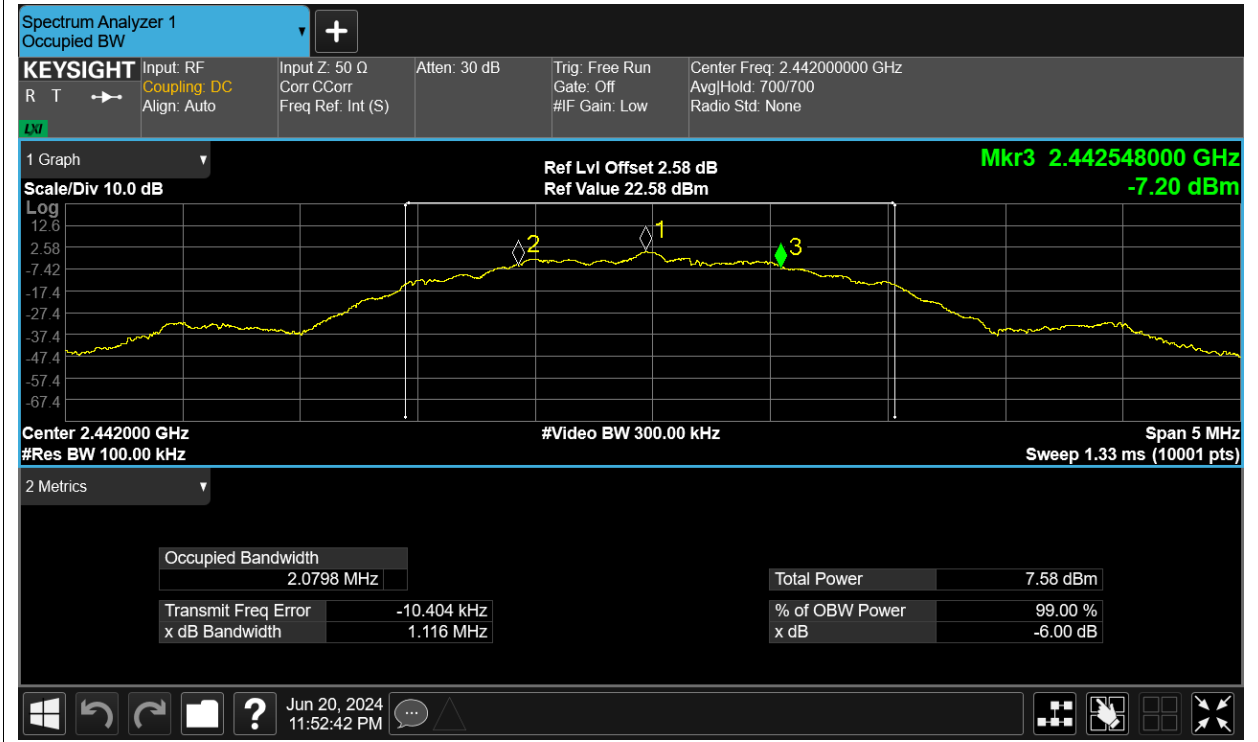 Spectrum Analyzer 1
Occupied BW
KEYSIGHT
R T
LXI
Input: RF
Coupling: DC
Align: Auto
Input Z: 50 Ω
Corr CCorr
Freq Ref: Int (S)
Atten: 30 dB
Trig: Free Run
Gate: Off
#IF Gain: Low
Center Freq: 2.442000000 GHz
Avg|Hold: 700/700
Radio Std: None
1 Graph
Scale/Div 10.0 dB
Ref Lvl Offset 2.58 dB
Ref Value 22.58 dBm
Mkr3 2.442548000 GHz
-7.20 dBm
Log
12.6
2.58
-7.42
-17.4
-27.4
-37.4
-47.4
-57.4
-67.4
2
1
3
Center 2.442000 GHz
#Video BW 300.00 kHz
Span 5 MHz
#Res BW 100.00 kHz
Sweep 1.33 ms (10001 pts)
2 Metrics
Occupied Bandwidth
2.0798 MHz
Total Power 7.58 dBm
Transmit Freq Error -10.404 kHz
% of OBW Power 99.00 %
x dB Bandwidth 1.116 MHz
x dB -6.00 dB
Jun 20, 2024
11:52:42 PM